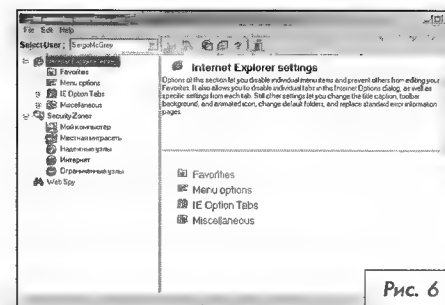 File Edit Help
Select User: SergoMcGrey
Internet Explorer settings
Favorites
Menu options
IE Option Tabs
Miscellaneous
Security Zones
Мой компьютер
Местная интрасеть
Надежные узлы
Интернет
Ограниченные узлы
Web Spy
Internet Explorer settings
Options of this section let you disable individual menu items and prevent others from editing your
Favorites. It also allows you to disable individual tabs in the Internet Options dialog, as well as
specific settings from each tab. Still other settings let you change the title caption, toolbar
background, and animated icon, change default folders, and replace standard error information
pages.
Favorites
Menu options
IE Option Tabs
Miscellaneous
Рис. 6